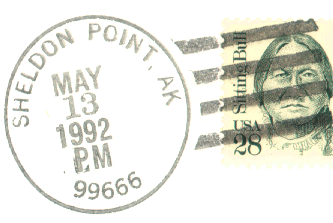 SHELDON POINT, AK
MAY
13
1992
PM
99666
Sitting Bull
USA
28